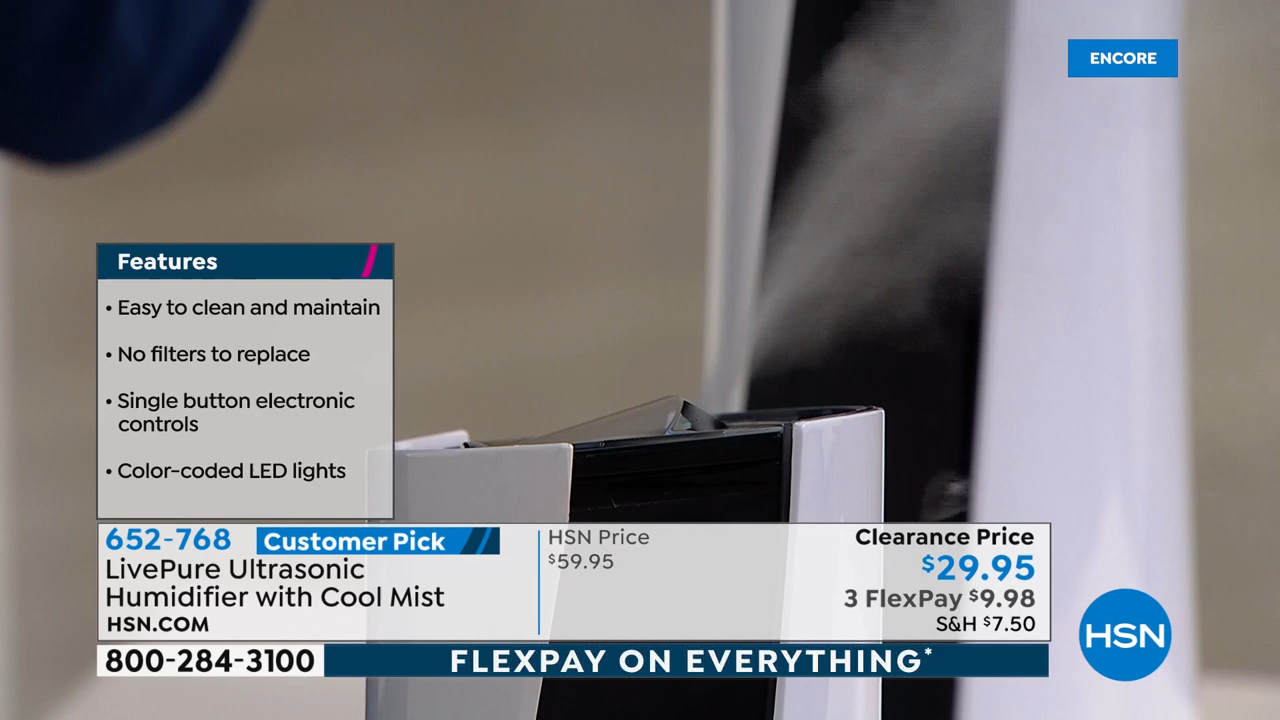 ENCORE
Features
• Easy to clean and maintain
• No filters to replace
• Single button electronic
controls
• Color-coded LED lights
652-768 Customer Pick
LivePure Ultrasonic
Humidifier with Cool Mist
HSN.COM
HSN Price
$59.95
Clearance Price
$29.95
3 FlexPay $9.98
S&H $7.50
HSN
800-284-3100 FLEXPAY ON EVERYTHING*